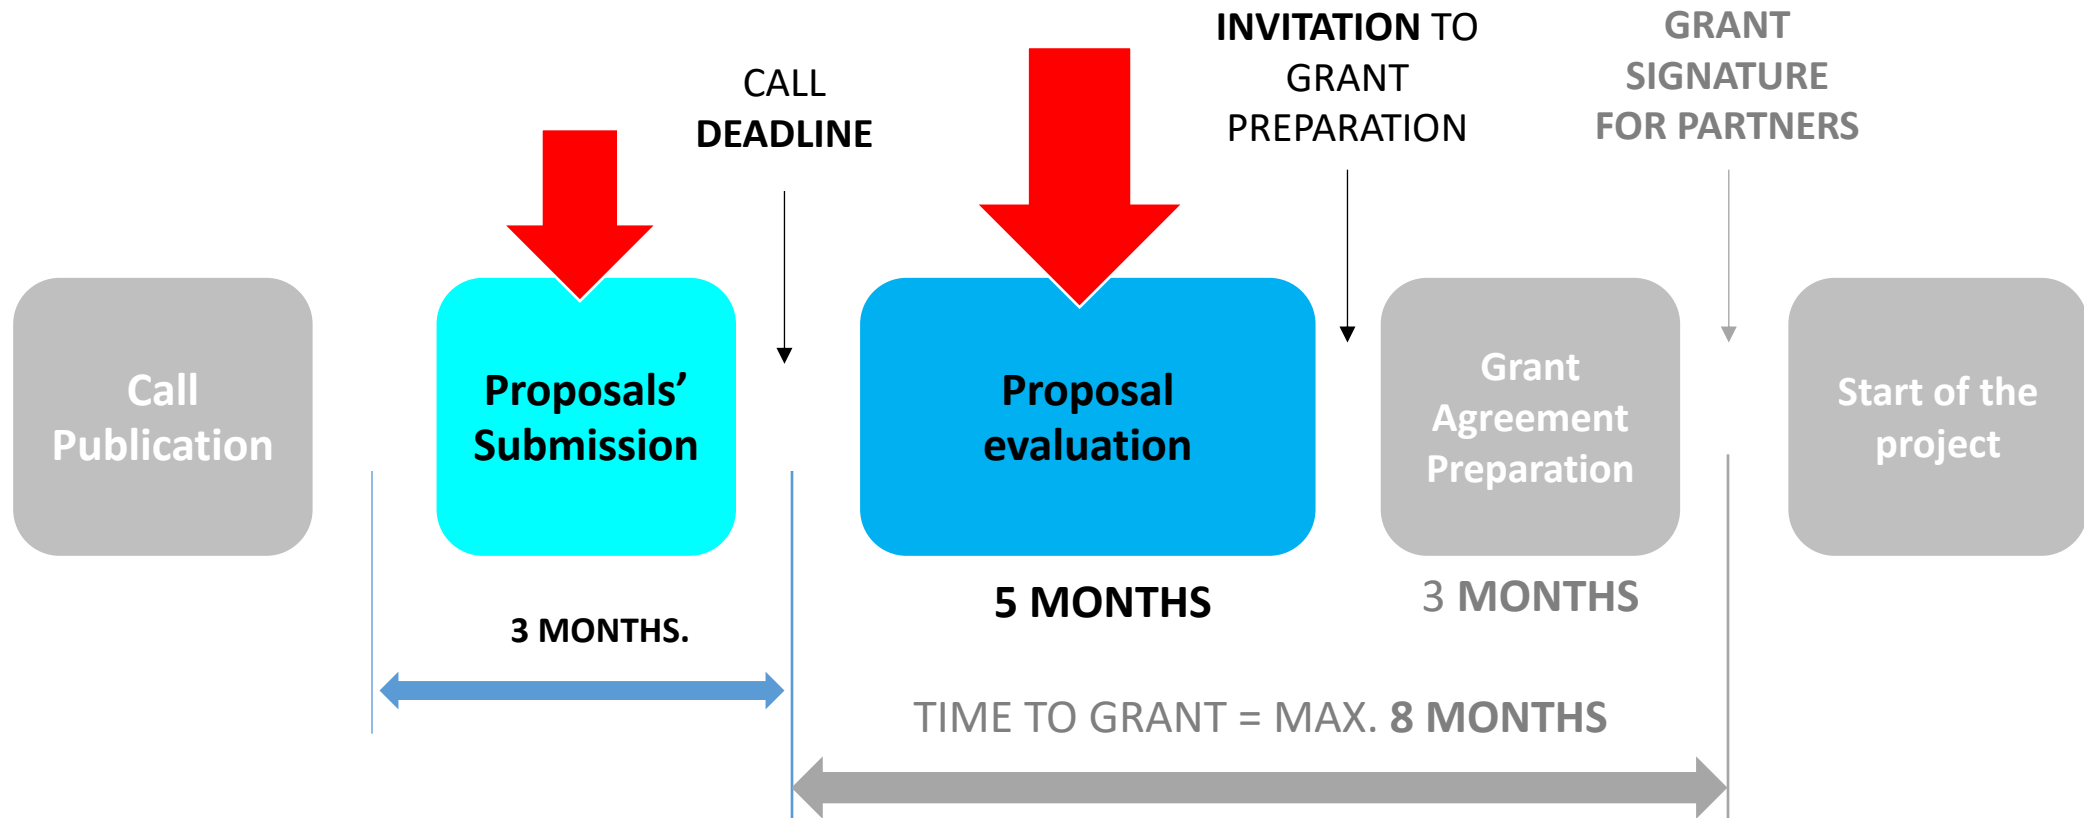 CALL
DEADLINE
INVITATION TO
GRANT
PREPARATION
GRANT
SIGNATURE
FOR PARTNERS
Call
Publication
Proposals’
Submission
Proposal
evaluation
Grant
Agreement
Preparation
Start of the
project
3 MONTHS.
5 MONTHS
3 MONTHS
TIME TO GRANT = MAX. 8 MONTHS